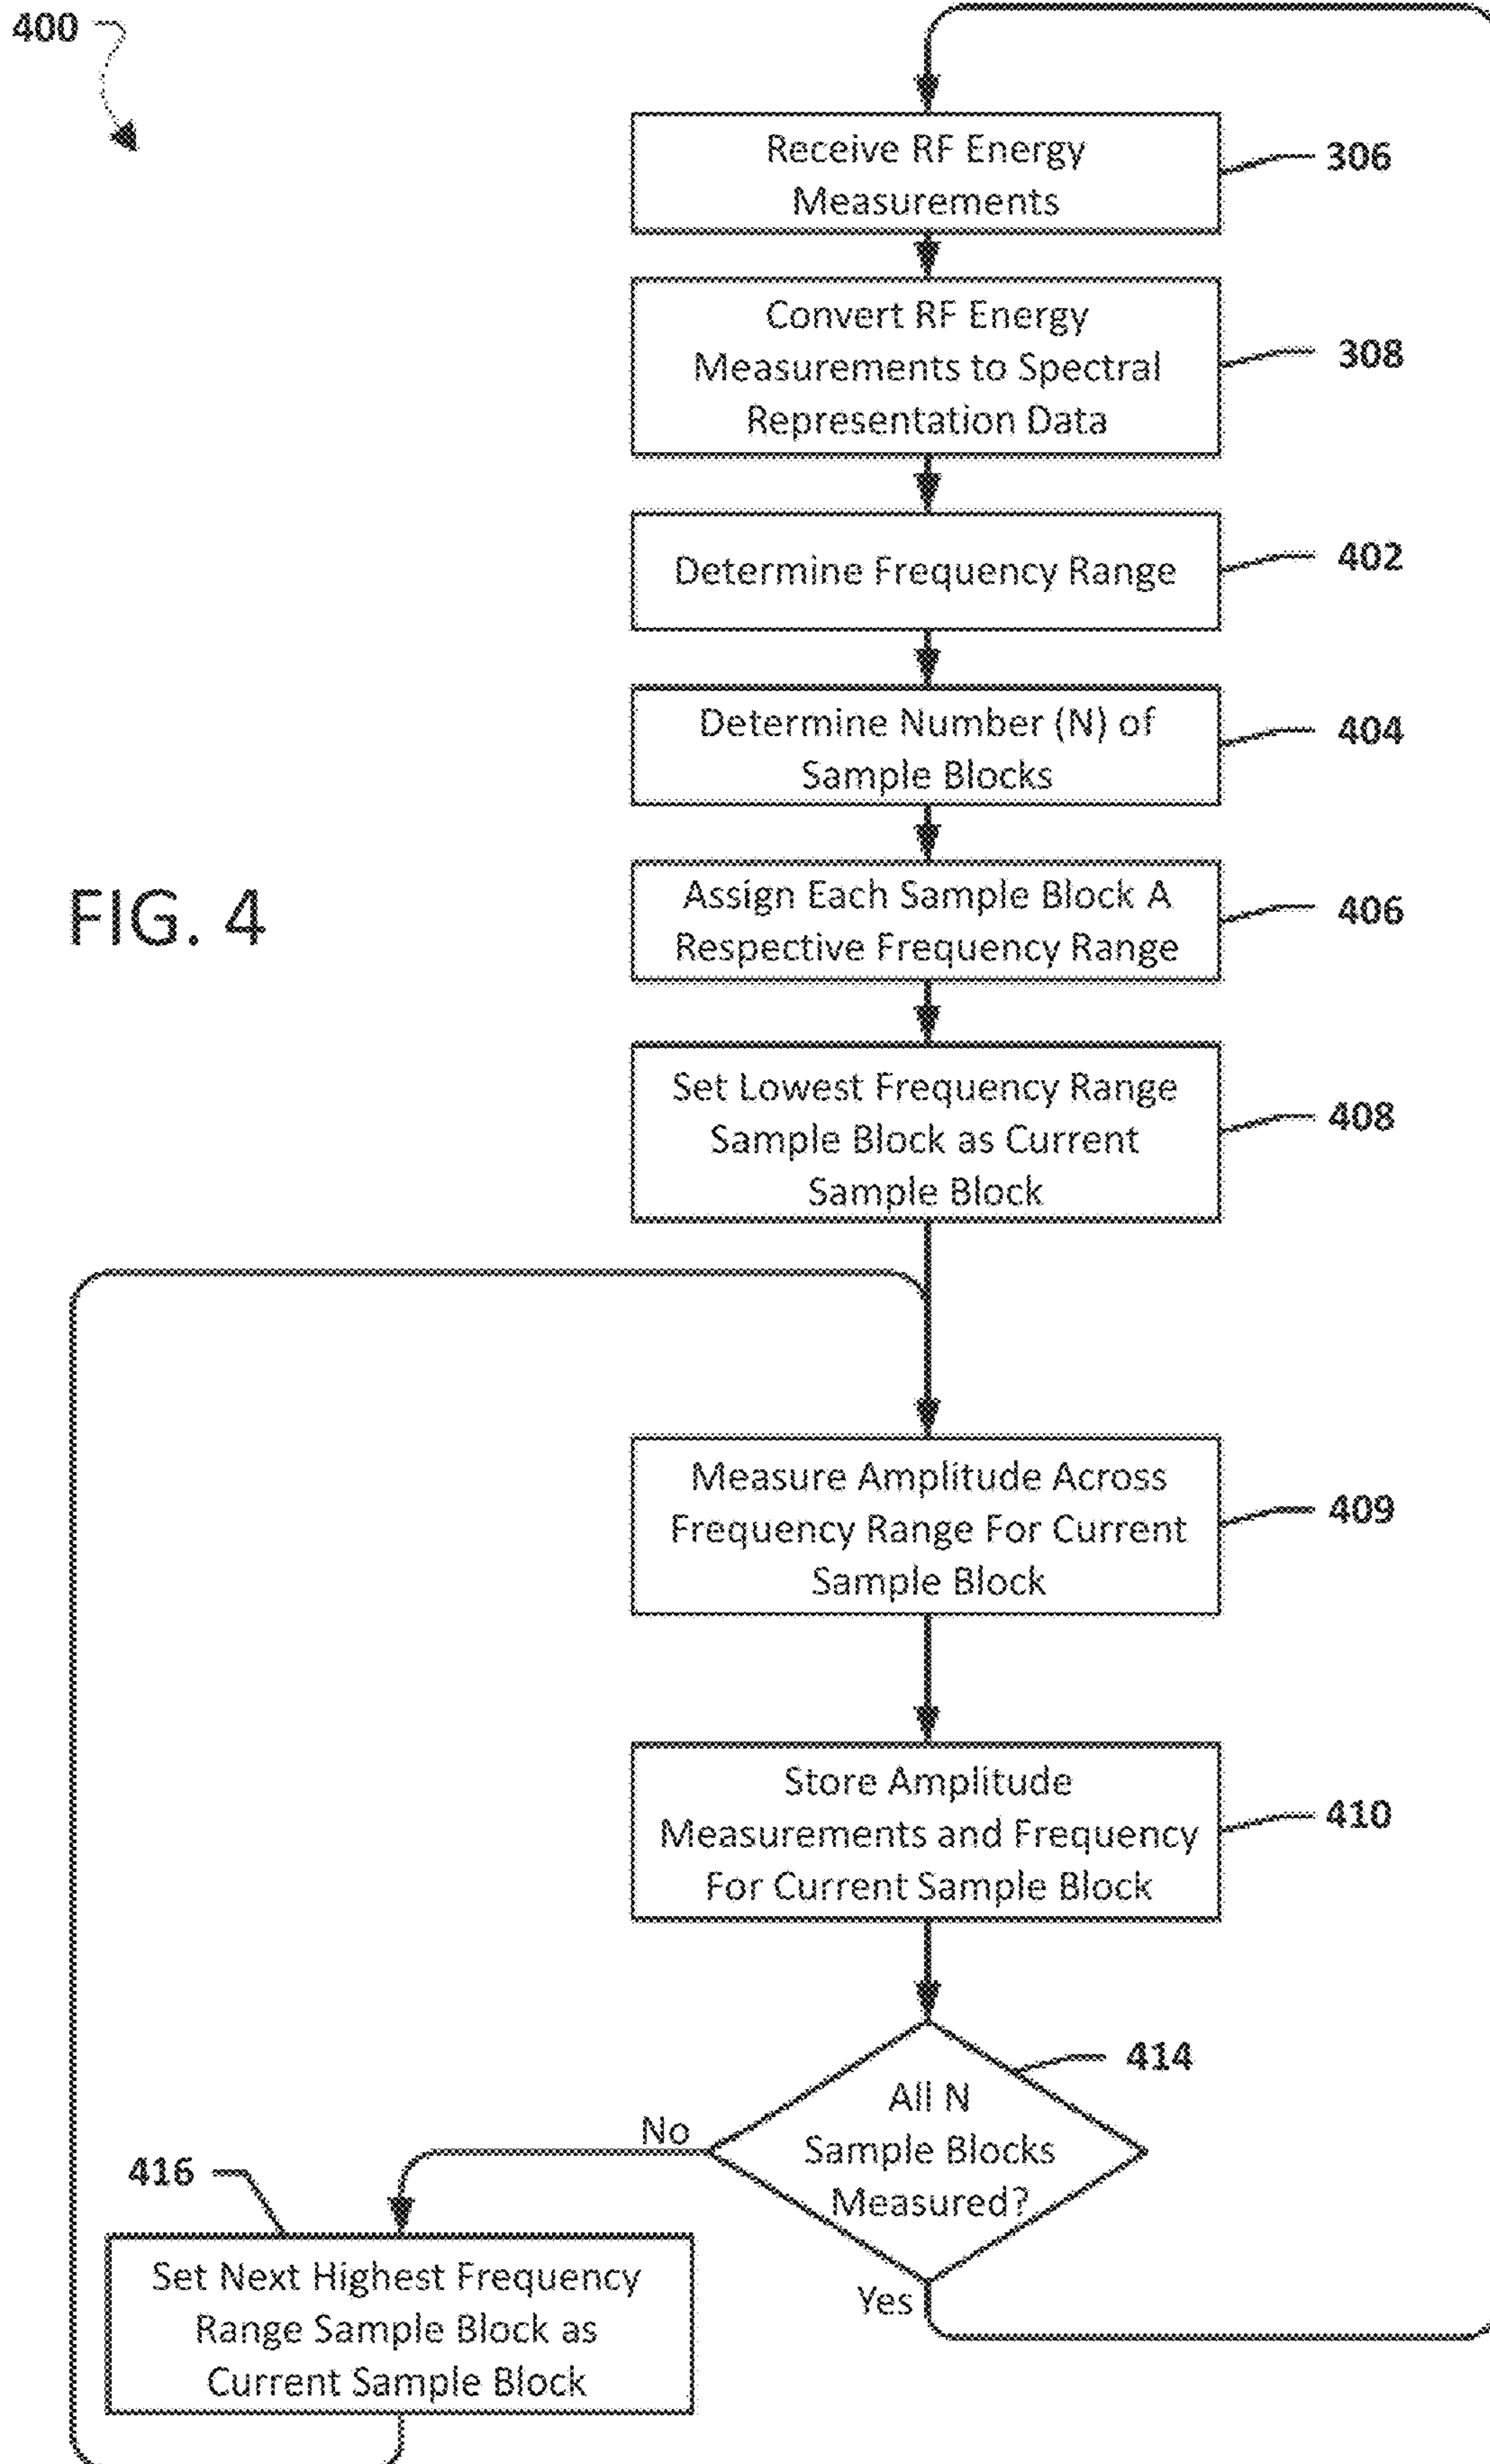 400
Receive RF Energy
Measurements
306
Convert RF Energy
Measurements to Spectral
Representation Data
308
Determine Frequency Range
402
Determine Number (N) of
Sample Blocks
404
FIG. 4
Assign Each Sample Block A
Respective Frequency Range
406
Set Lowest Frequency Range
Sample Block as Current
Sample Block
408
Measure Amplitude Across
Frequency Range For Current
Sample Block
409
Store Amplitude
Measurements and Frequency
For Current Sample Block
410
414
All N
Sample Blocks
Measured?
No
Yes
416
Set Next Highest Frequency
Range Sample Block as
Current Sample Block